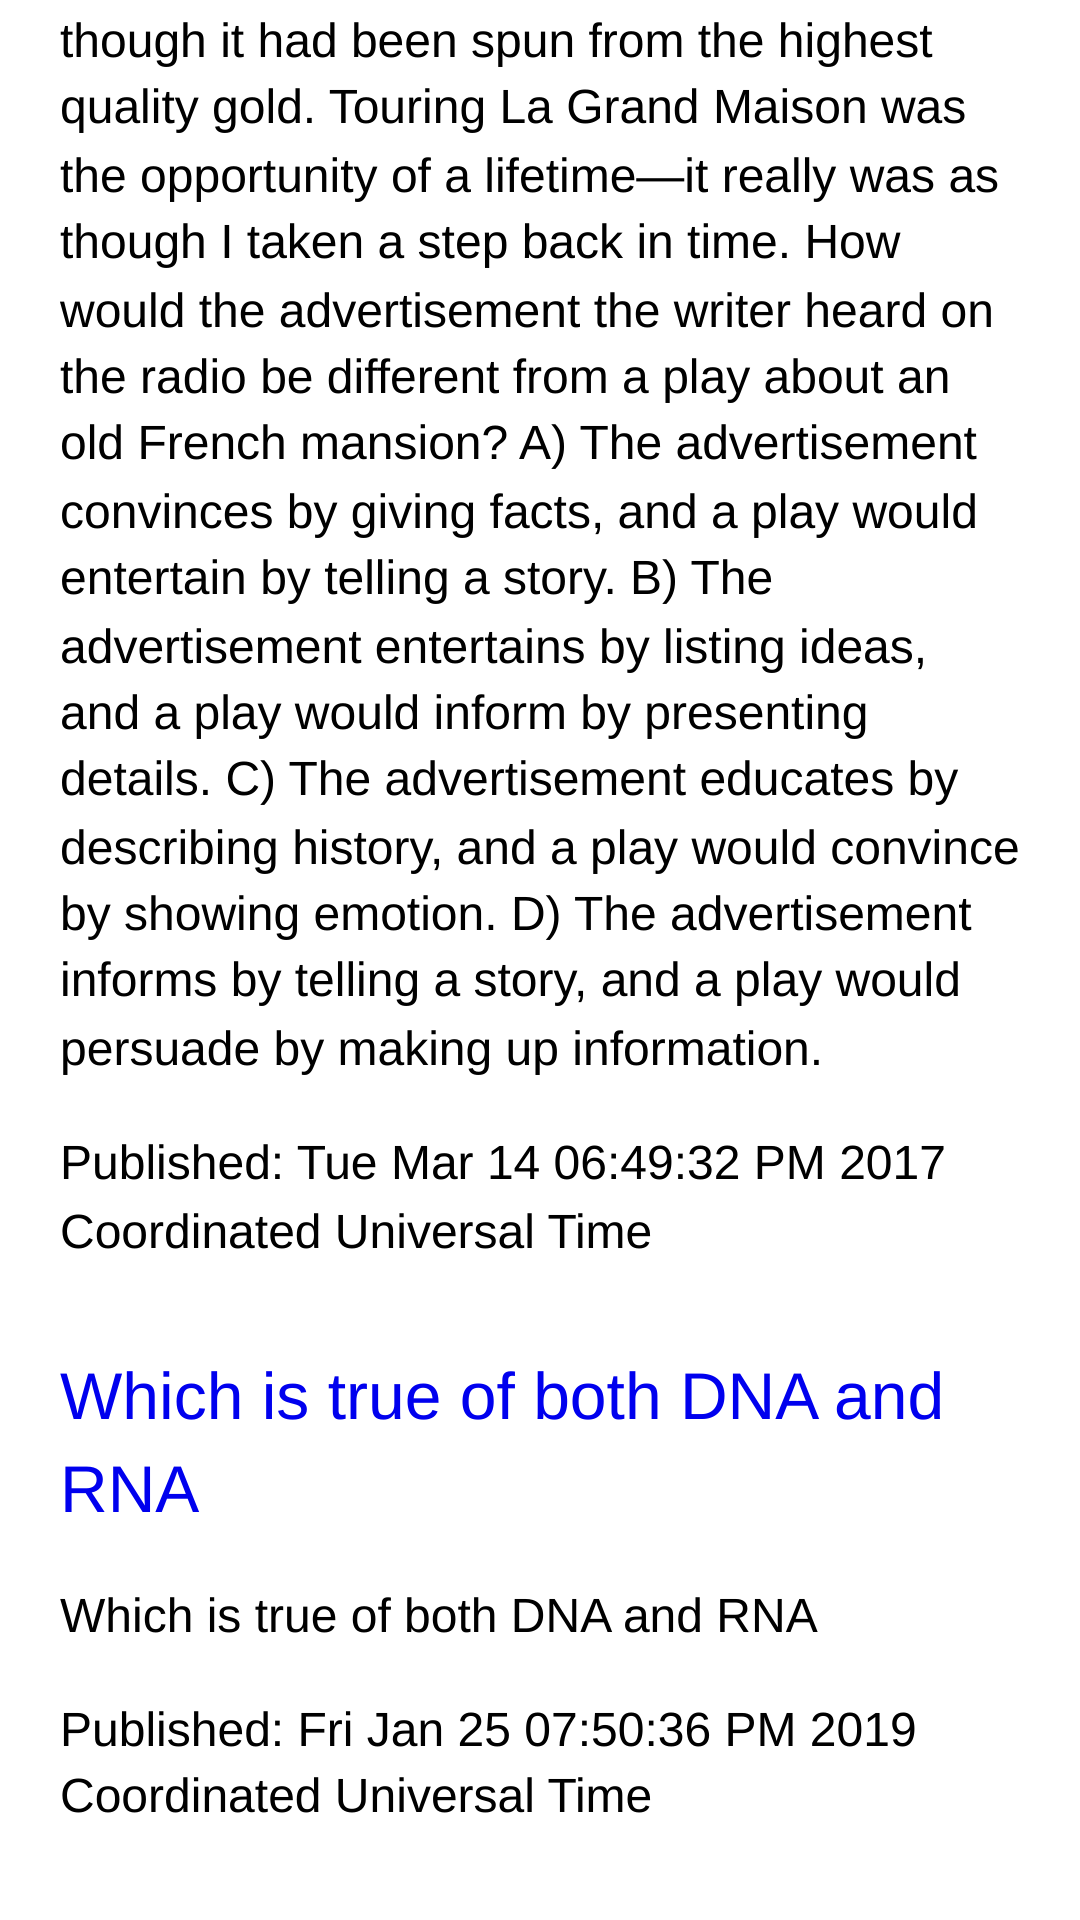 though it had been spun from the highest
quality gold. Touring La Grand Maison was
the opportunity of a lifetime—it really was as
though I taken a step back in time. How
would the advertisement the writer heard on
the radio be different from a play about an
old French mansion? A) The advertisement
convinces by giving facts, and a play would
entertain by telling a story. B) The
advertisement entertains by listing ideas,
and a play would inform by presenting
details. C) The advertisement educates by
describing history, and a play would convince
by showing emotion. D) The advertisement
informs by telling a story, and a play would
persuade by making up information.
Published: Tue Mar 14 06:49:32 PM 2017
Coordinated Universal Time
Which is true of both DNA and
RNA
Which is true of both DNA and RNA
Published: Fri Jan 25 07:50:36 PM 2019
Coordinated Universal Time